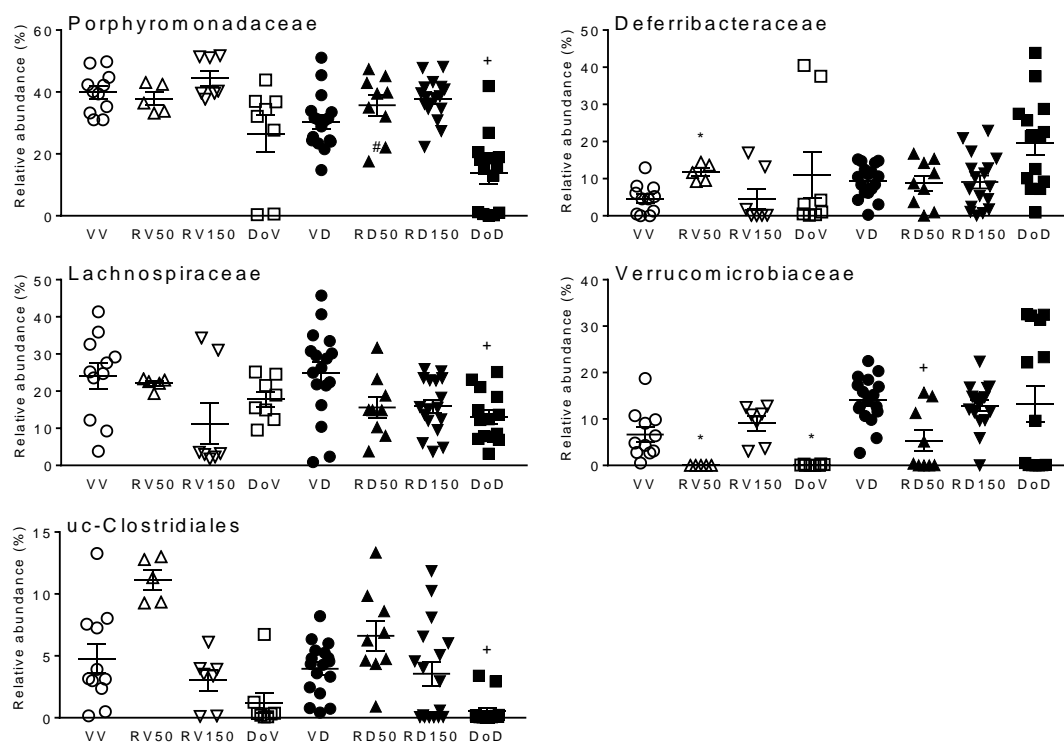 Porphyromonadaceae
Relative abundance (%)
60
40
20
0
+
#
VV RV50 RV150 DoV VD RD50 RD150 DoD
Deferribacteraceae
Relative abundance (%)
50
40
30
20
10
0
*
VV RV50 RV150 DoV VD RD50 RD150 DoD
Lachnospiraceae
Relative abundance (%)
50
40
30
20
10
0
+
VV RV50 RV150 DoV VD RD50 RD150 DoD
Verrucomicrobiaceae
Relative abundance (%)
40
30
20
10
0
* * +
VV RV50 RV150 DoV VD RD50 RD150 DoD
uc-Clostridiales
Relative abundance (%)
15
10
5
0
+
VV RV50 RV150 DoV VD RD50 RD150 DoD